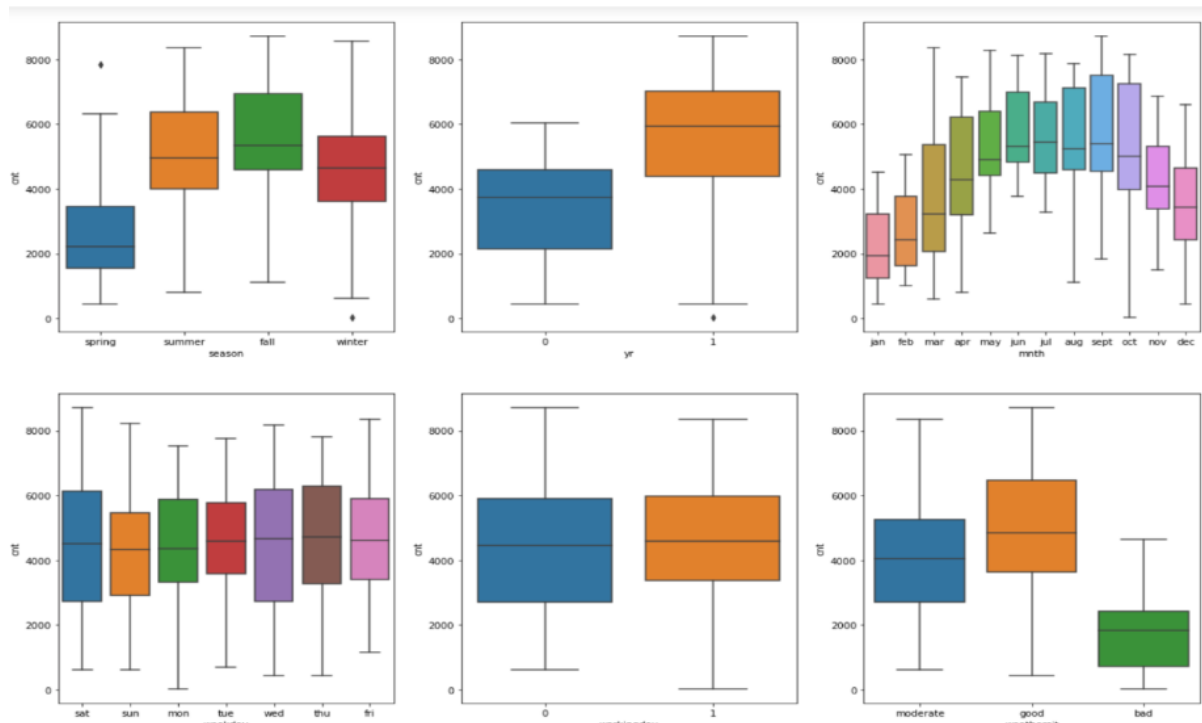 8000
6000
4000
2000
0
cnt
spring summer fall winter
season
8000
6000
4000
2000
0
cnt
0 1
yr
8000
6000
4000
2000
0
cnt
jan feb mar apr may jun jul aug sept oct nov dec
mnth
8000
6000
4000
2000
0
cnt
sat sun mon tue wed thu fri
8000
6000
4000
2000
0
cnt
0 1
8000
6000
4000
2000
0
cnt
moderate good bad